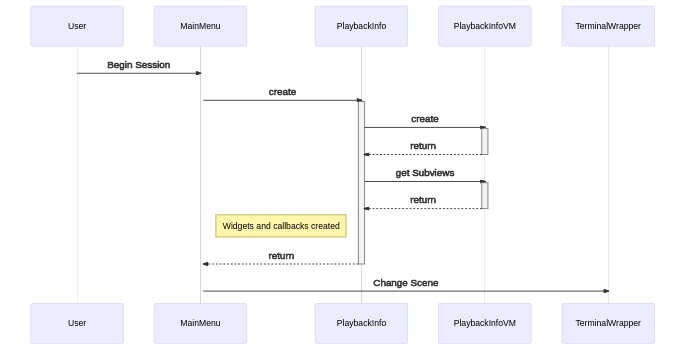 User
MainMenu
PlaybackInfo
PlaybackInfoVM
TerminalWrapper
Begin Session
create
create
return
get Subviews
return
Widgets and callbacks created
return
Change Scene
User
MainMenu
PlaybackInfo
PlaybackInfoVM
TerminalWrapper